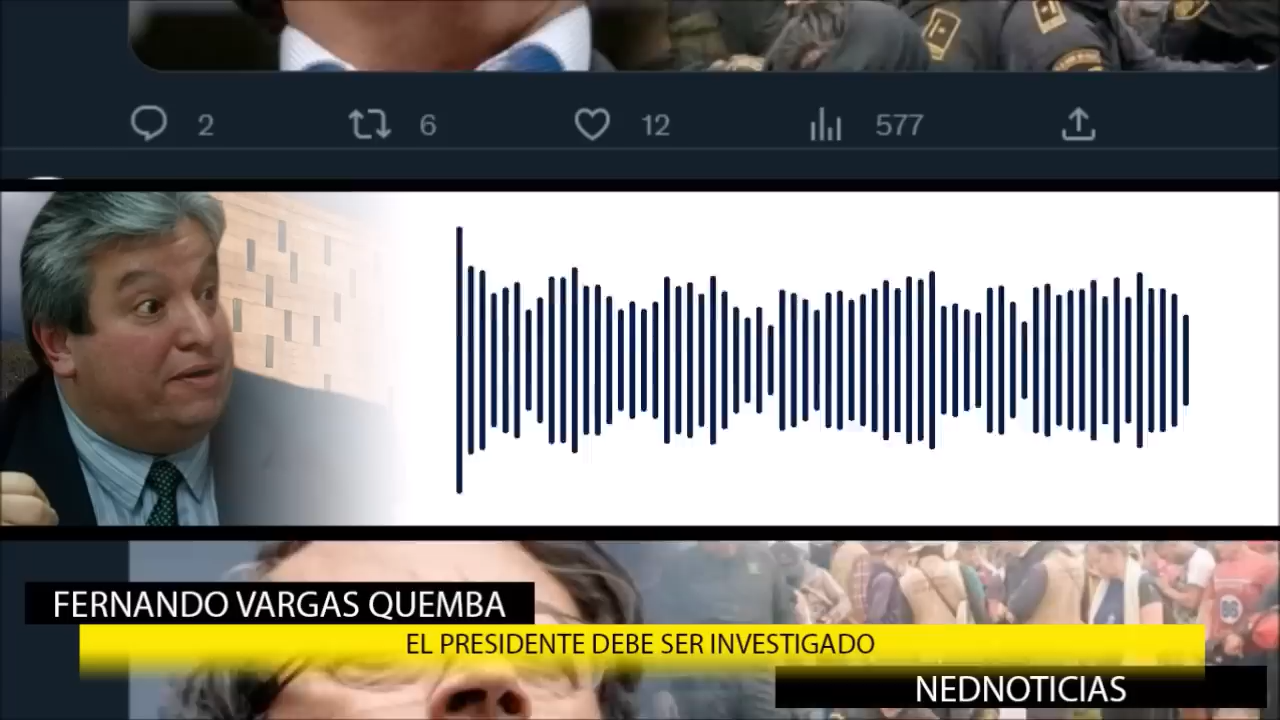 2 6 12 577
FERNANDO VARGAS QUEMBA
EL PRESIDENTE DEBE SER INVESTIGADO
NEDNOTICIAS